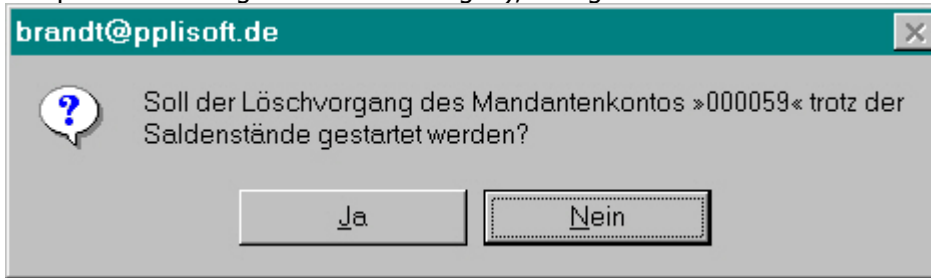 brandt@pplisoft.de
Soll der Löschvorgang des Mandantenkontos »000059« trotz der
Saldenstände gestartet werden?
Ja
Nein